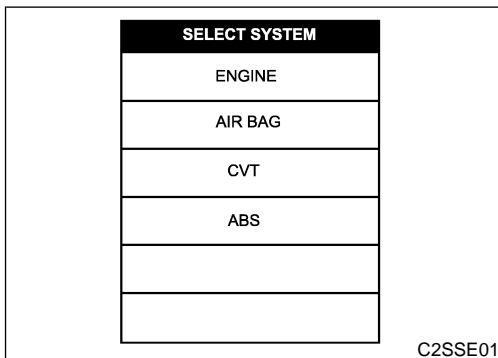 SELECT SYSTEM
ENGINE
AIR BAG
CVT
ABS
C2SSE01